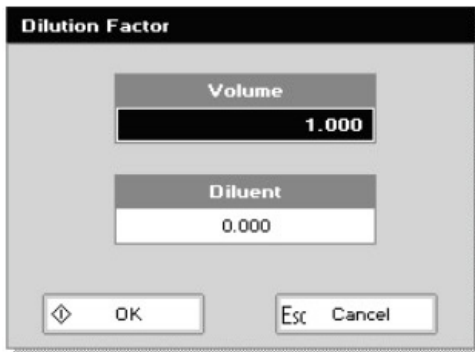 Dilution Factor
Volume
1.000
Diluent
0.000
OK
Esc Cancel